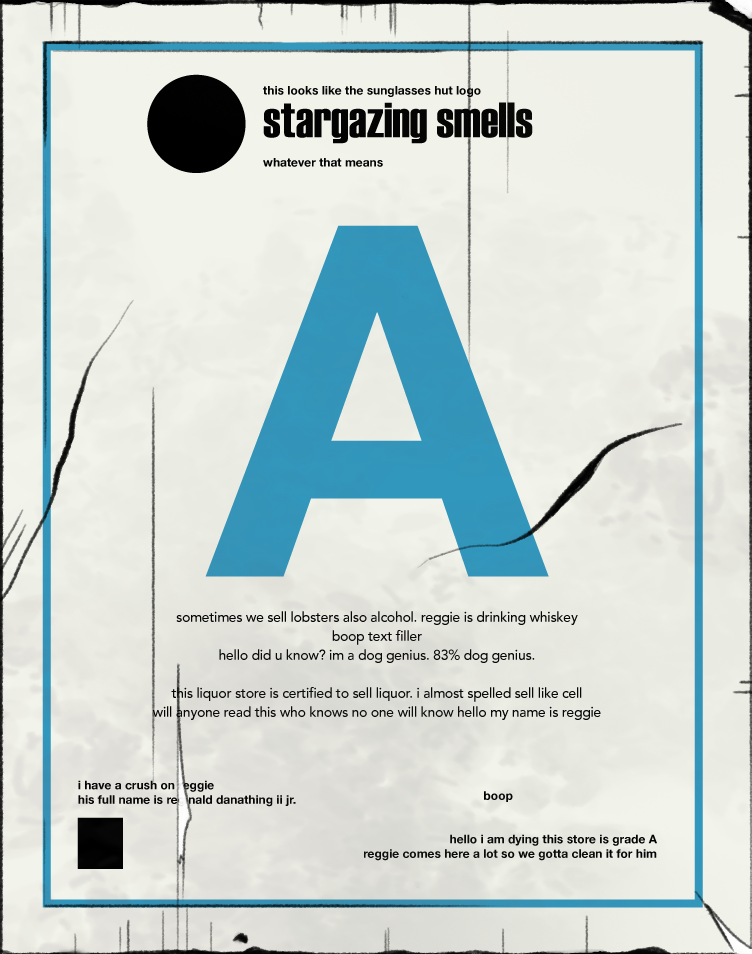 this looks like the sunglasses hut logo
stargazing smells
whatever that means
A
sometimes we sell lobsters also alcohol. reggie is drinking whiskey
boop text filler
hello did u know? im a dog genius. 83% dog genius.
this liquor store is certified to sell liquor. i almost spelled sell like cell
will anyone read this who knows no one will know hello my name is reggie
i have a crush on eggie
his full name is re nald danathing ii jr.
boop
hello i am dying this store is grade A
reggie comes here a lot so we gotta clean it for him